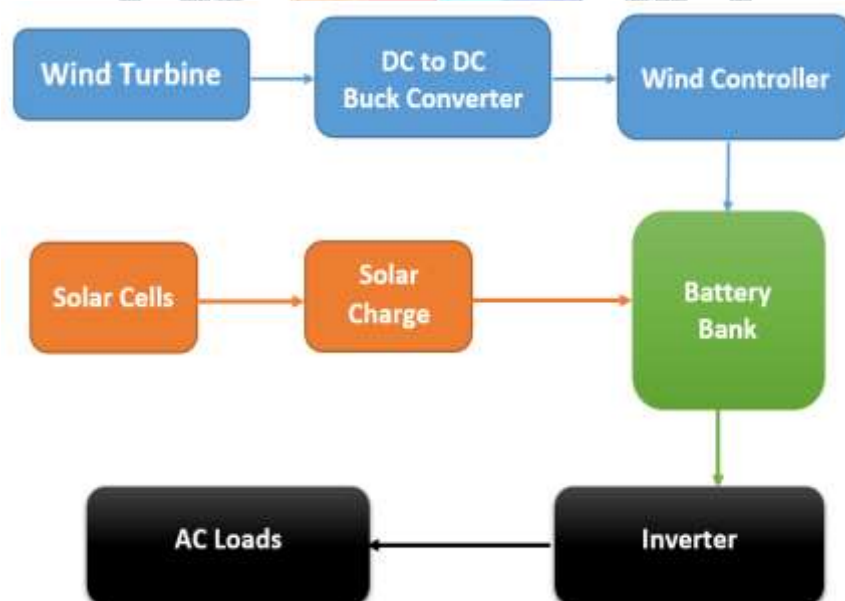 Wind Turbine
DC to DC
Buck Converter
Wind Controller
Solar Cells
Solar
Charge
Battery
Bank
AC Loads
Inverter